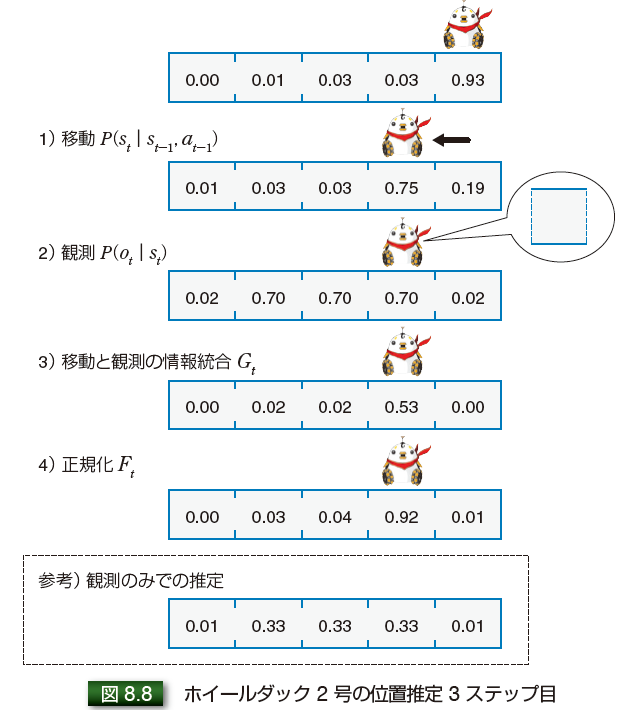 0.00 0.01 0.03 0.03 0.93
1) 移動 P(s_t | s_{t−1}, a_{t−1})
0.01 0.03 0.03 0.75 0.19
2) 観測 P(o_t | s_t)
0.02 0.70 0.70 0.70 0.02
3) 移動と観測の情報統合 G_t
0.00 0.02 0.02 0.53 0.00
4) 正規化 F_t
0.00 0.03 0.04 0.92 0.01
参考) 観測のみでの推定
0.01 0.33 0.33 0.33 0.01
図 8.8 ホイールダック 2 号の位置推定 3 ステップ目